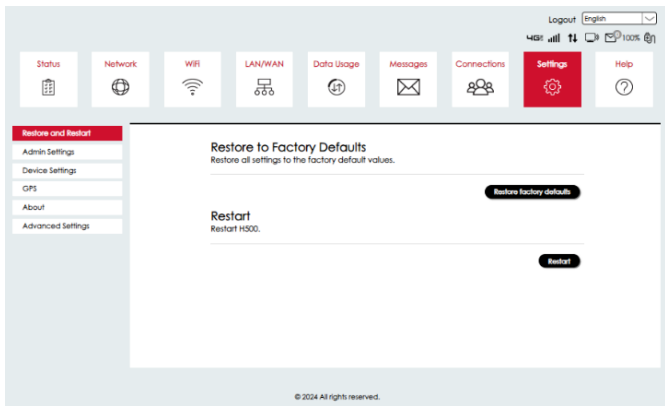 Logout English
4GE 100%
Status Network WiFi LAN/WAN Data Usage Messages Connections Settings Help
Restore and Restart
Admin Settings
Device Settings
GPS
About
Advanced Settings
Restore to Factory Defaults
Restore all settings to the factory default values.
Restore factory defaults
Restart
Restart H500.
Restart
© 2024 All rights reserved.